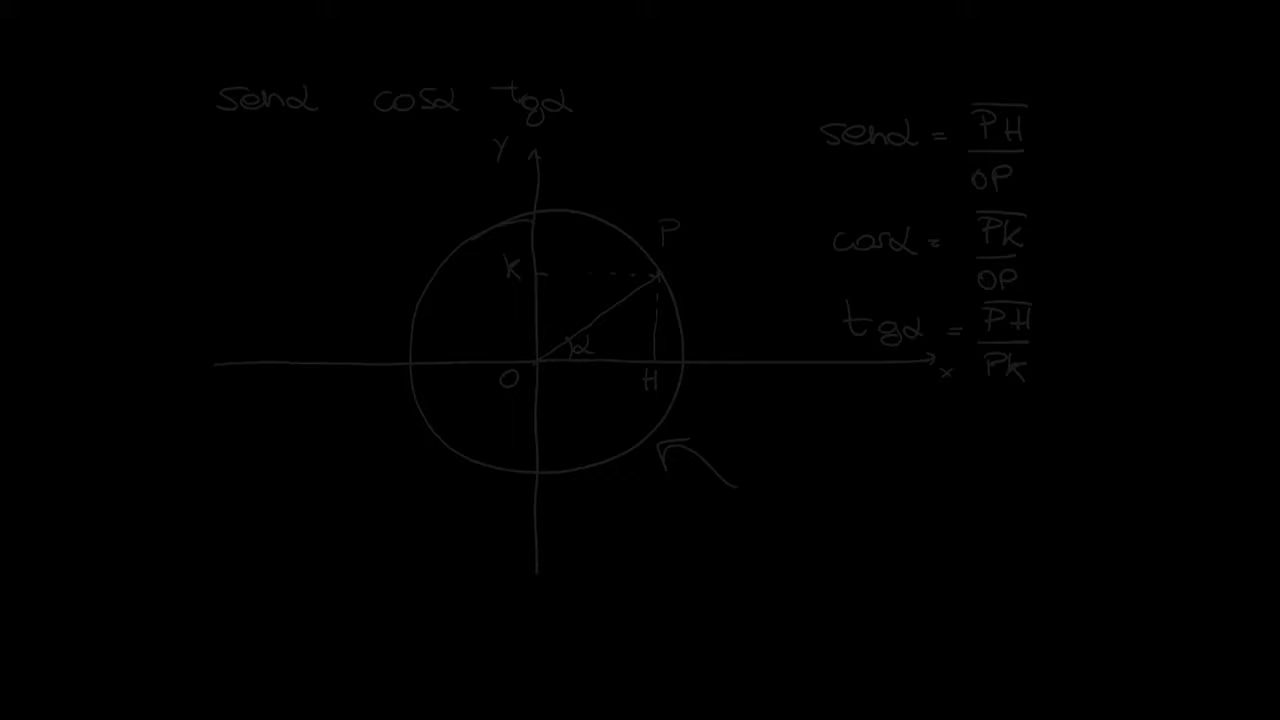 senα cosα tgα
senα = PH / OP
cosα = PK / OP
tgα = PH / PK
y
P
K
α
O
H
x